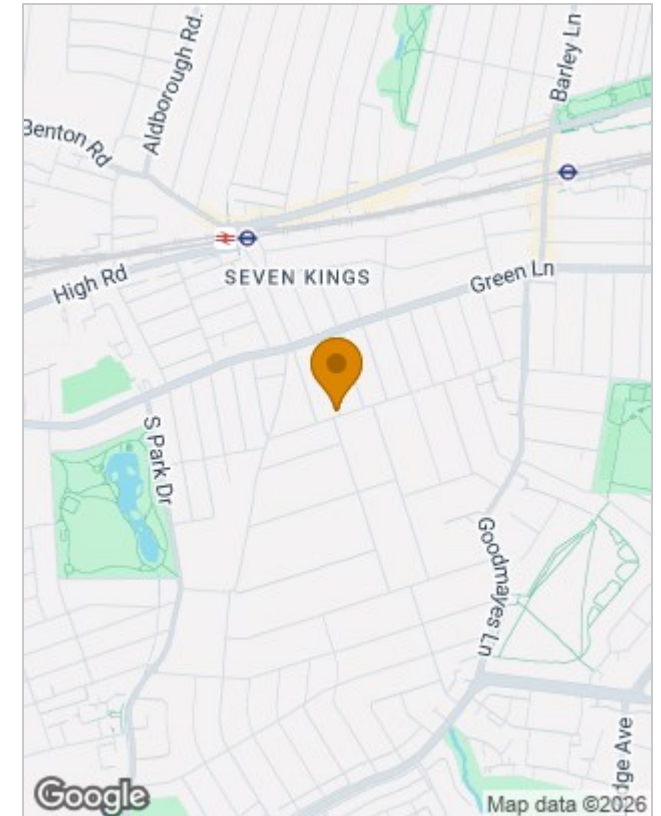 Aldborough Rd.
Barley Ln
Benton Rd
High Rd
SEVEN KINGS
Green Ln
S Park Dr
Goodmayes Ln
dge Ave
Google
Map data ©2026